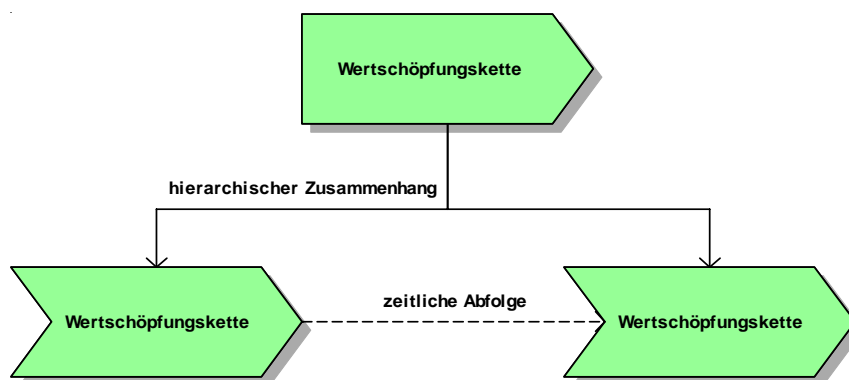 Wertschöpfungskette
hierarchischer Zusammenhang
zeitliche Abfolge
Wertschöpfungskette
Wertschöpfungskette